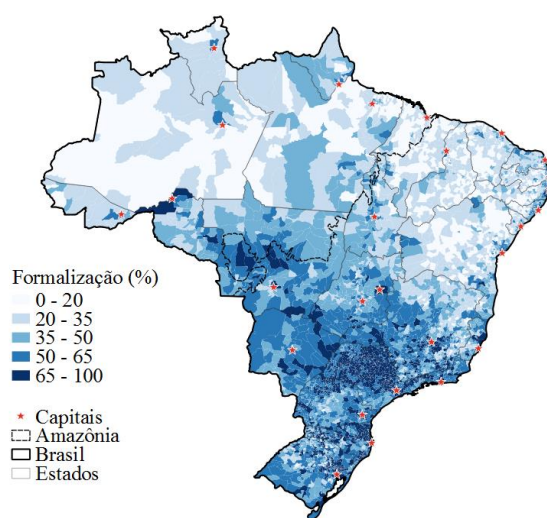 Formalização (%)
0 - 20
20 - 35
35 - 50
50 - 65
65 - 100
Capitais
Amazônia
Brasil
Estados